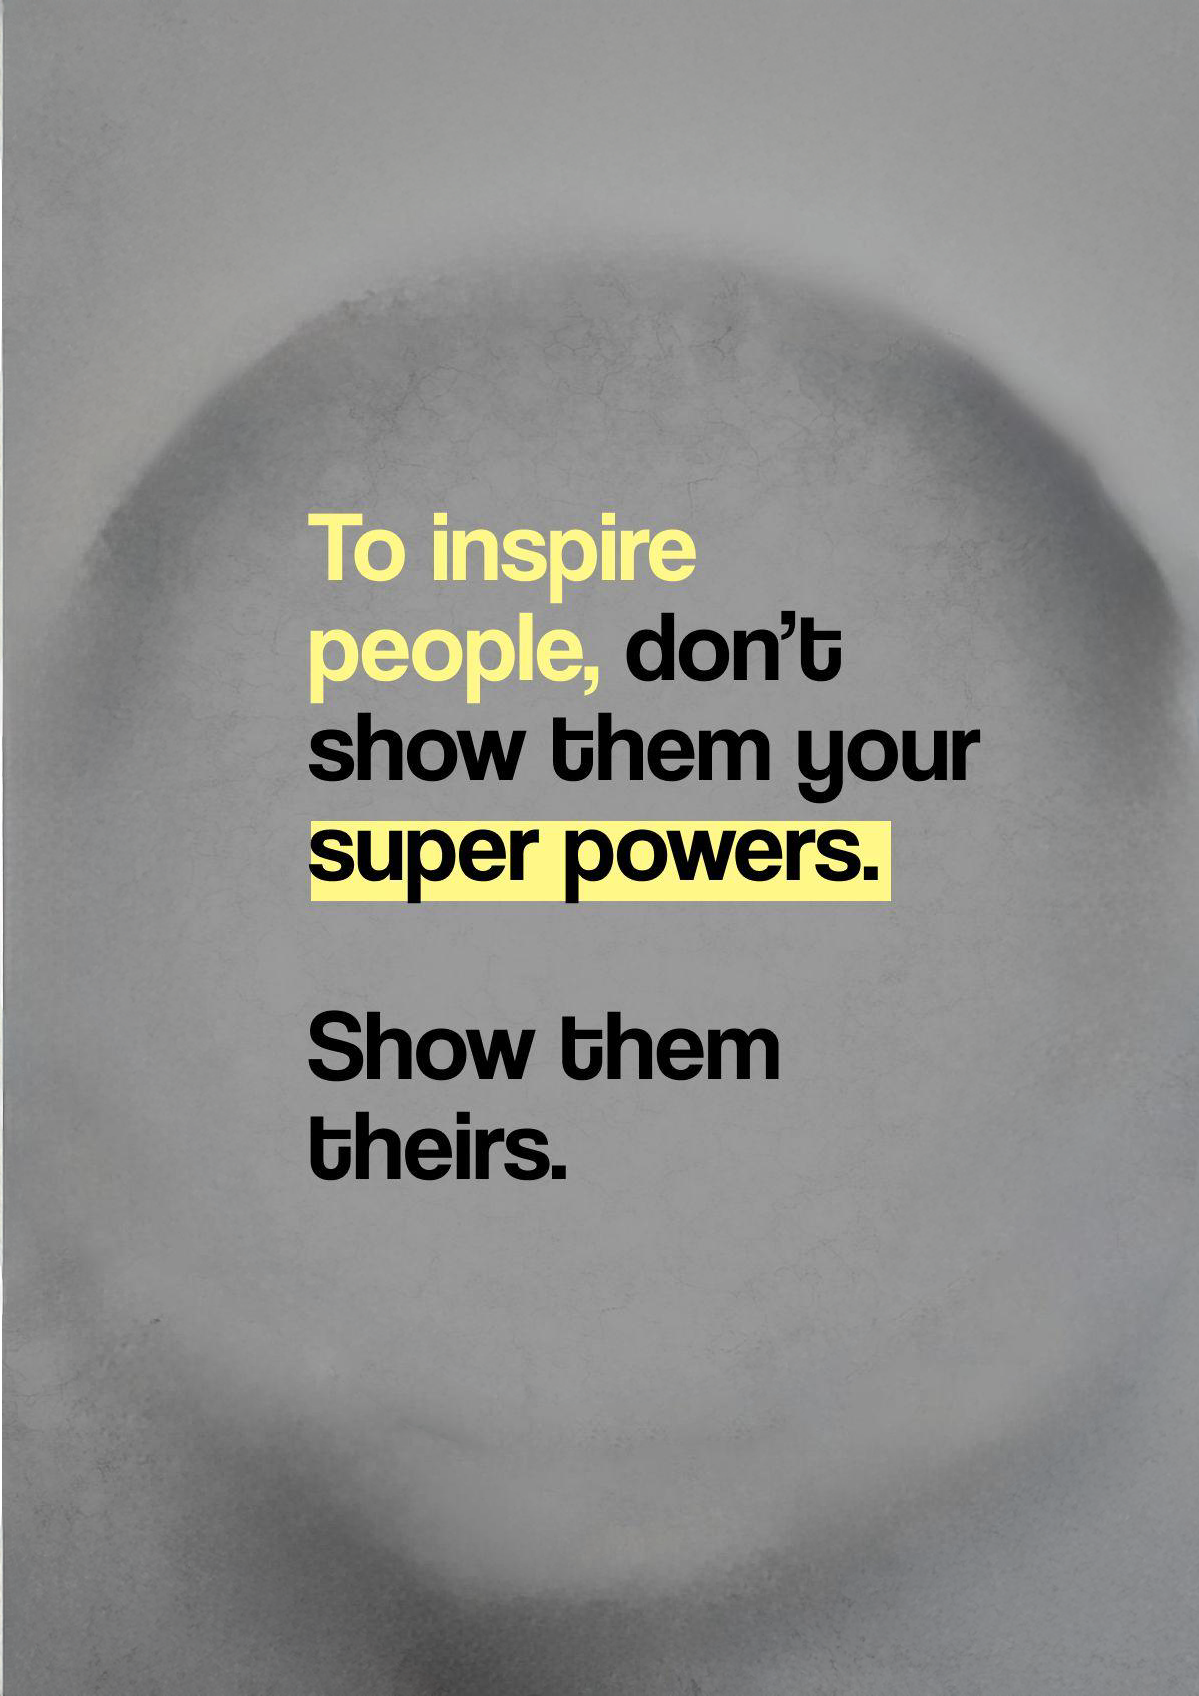 To inspire
people, don’t
show them your
super powers.
Show them
theirs.